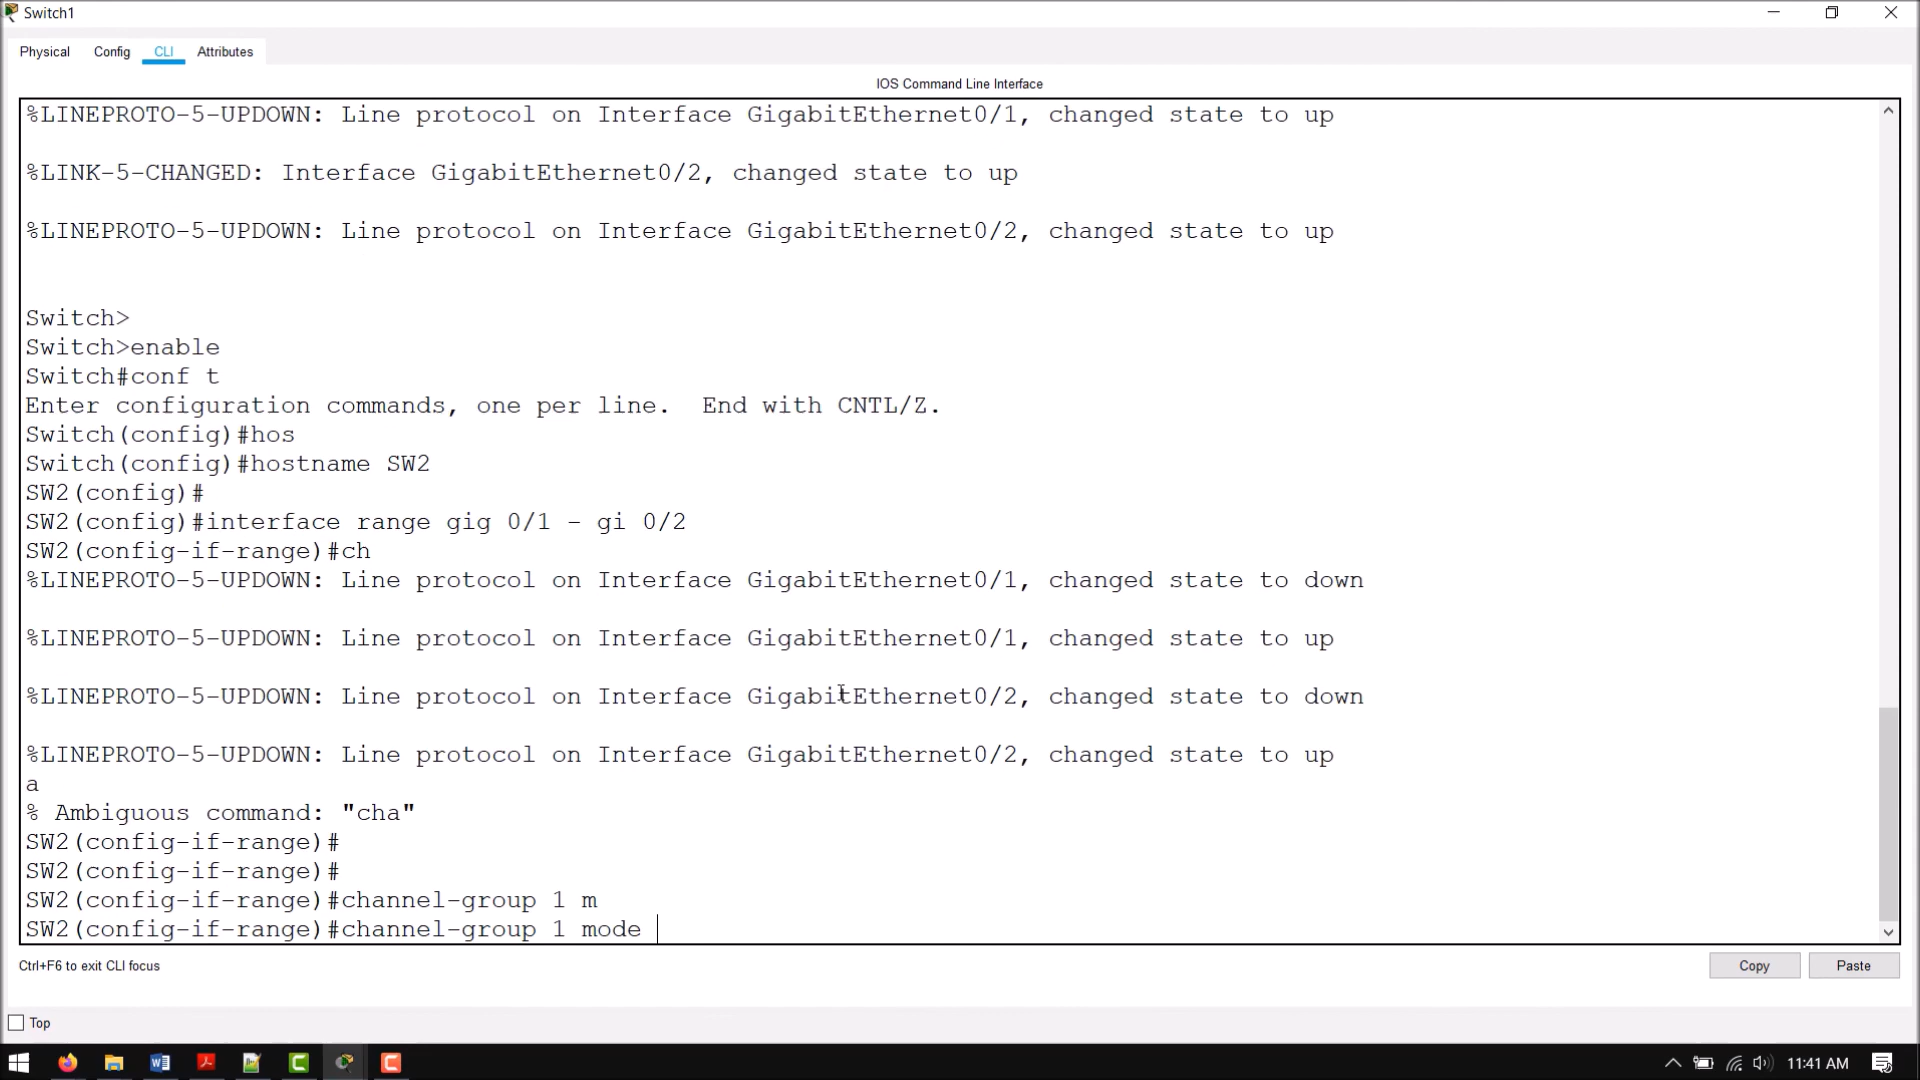 Switch1
Physical Config CLI Attributes
IOS Command Line Interface
%LINEPROTO-5-UPDOWN: Line protocol on Interface GigabitEthernet0/1, changed state to up
%LINK-5-CHANGED: Interface GigabitEthernet0/2, changed state to up
%LINEPROTO-5-UPDOWN: Line protocol on Interface GigabitEthernet0/2, changed state to up
Switch>
Switch>enable
Switch#conf t
Enter configuration commands, one per line.  End with CNTL/Z.
Switch(config)#hos
Switch(config)#hostname SW2
SW2(config)#
SW2(config)#interface range gig 0/1 - gi 0/2
SW2(config-if-range)#ch
%LINEPROTO-5-UPDOWN: Line protocol on Interface GigabitEthernet0/1, changed state to down
%LINEPROTO-5-UPDOWN: Line protocol on Interface GigabitEthernet0/1, changed state to up
%LINEPROTO-5-UPDOWN: Line protocol on Interface GigabitEthernet0/2, changed state to down
%LINEPROTO-5-UPDOWN: Line protocol on Interface GigabitEthernet0/2, changed state to up
a
% Ambiguous command: "cha"
SW2(config-if-range)#
SW2(config-if-range)#
SW2(config-if-range)#channel-group 1 m
SW2(config-if-range)#channel-group 1 mode
Ctrl+F6 to exit CLI focus
Copy Paste
Top
11:41 AM